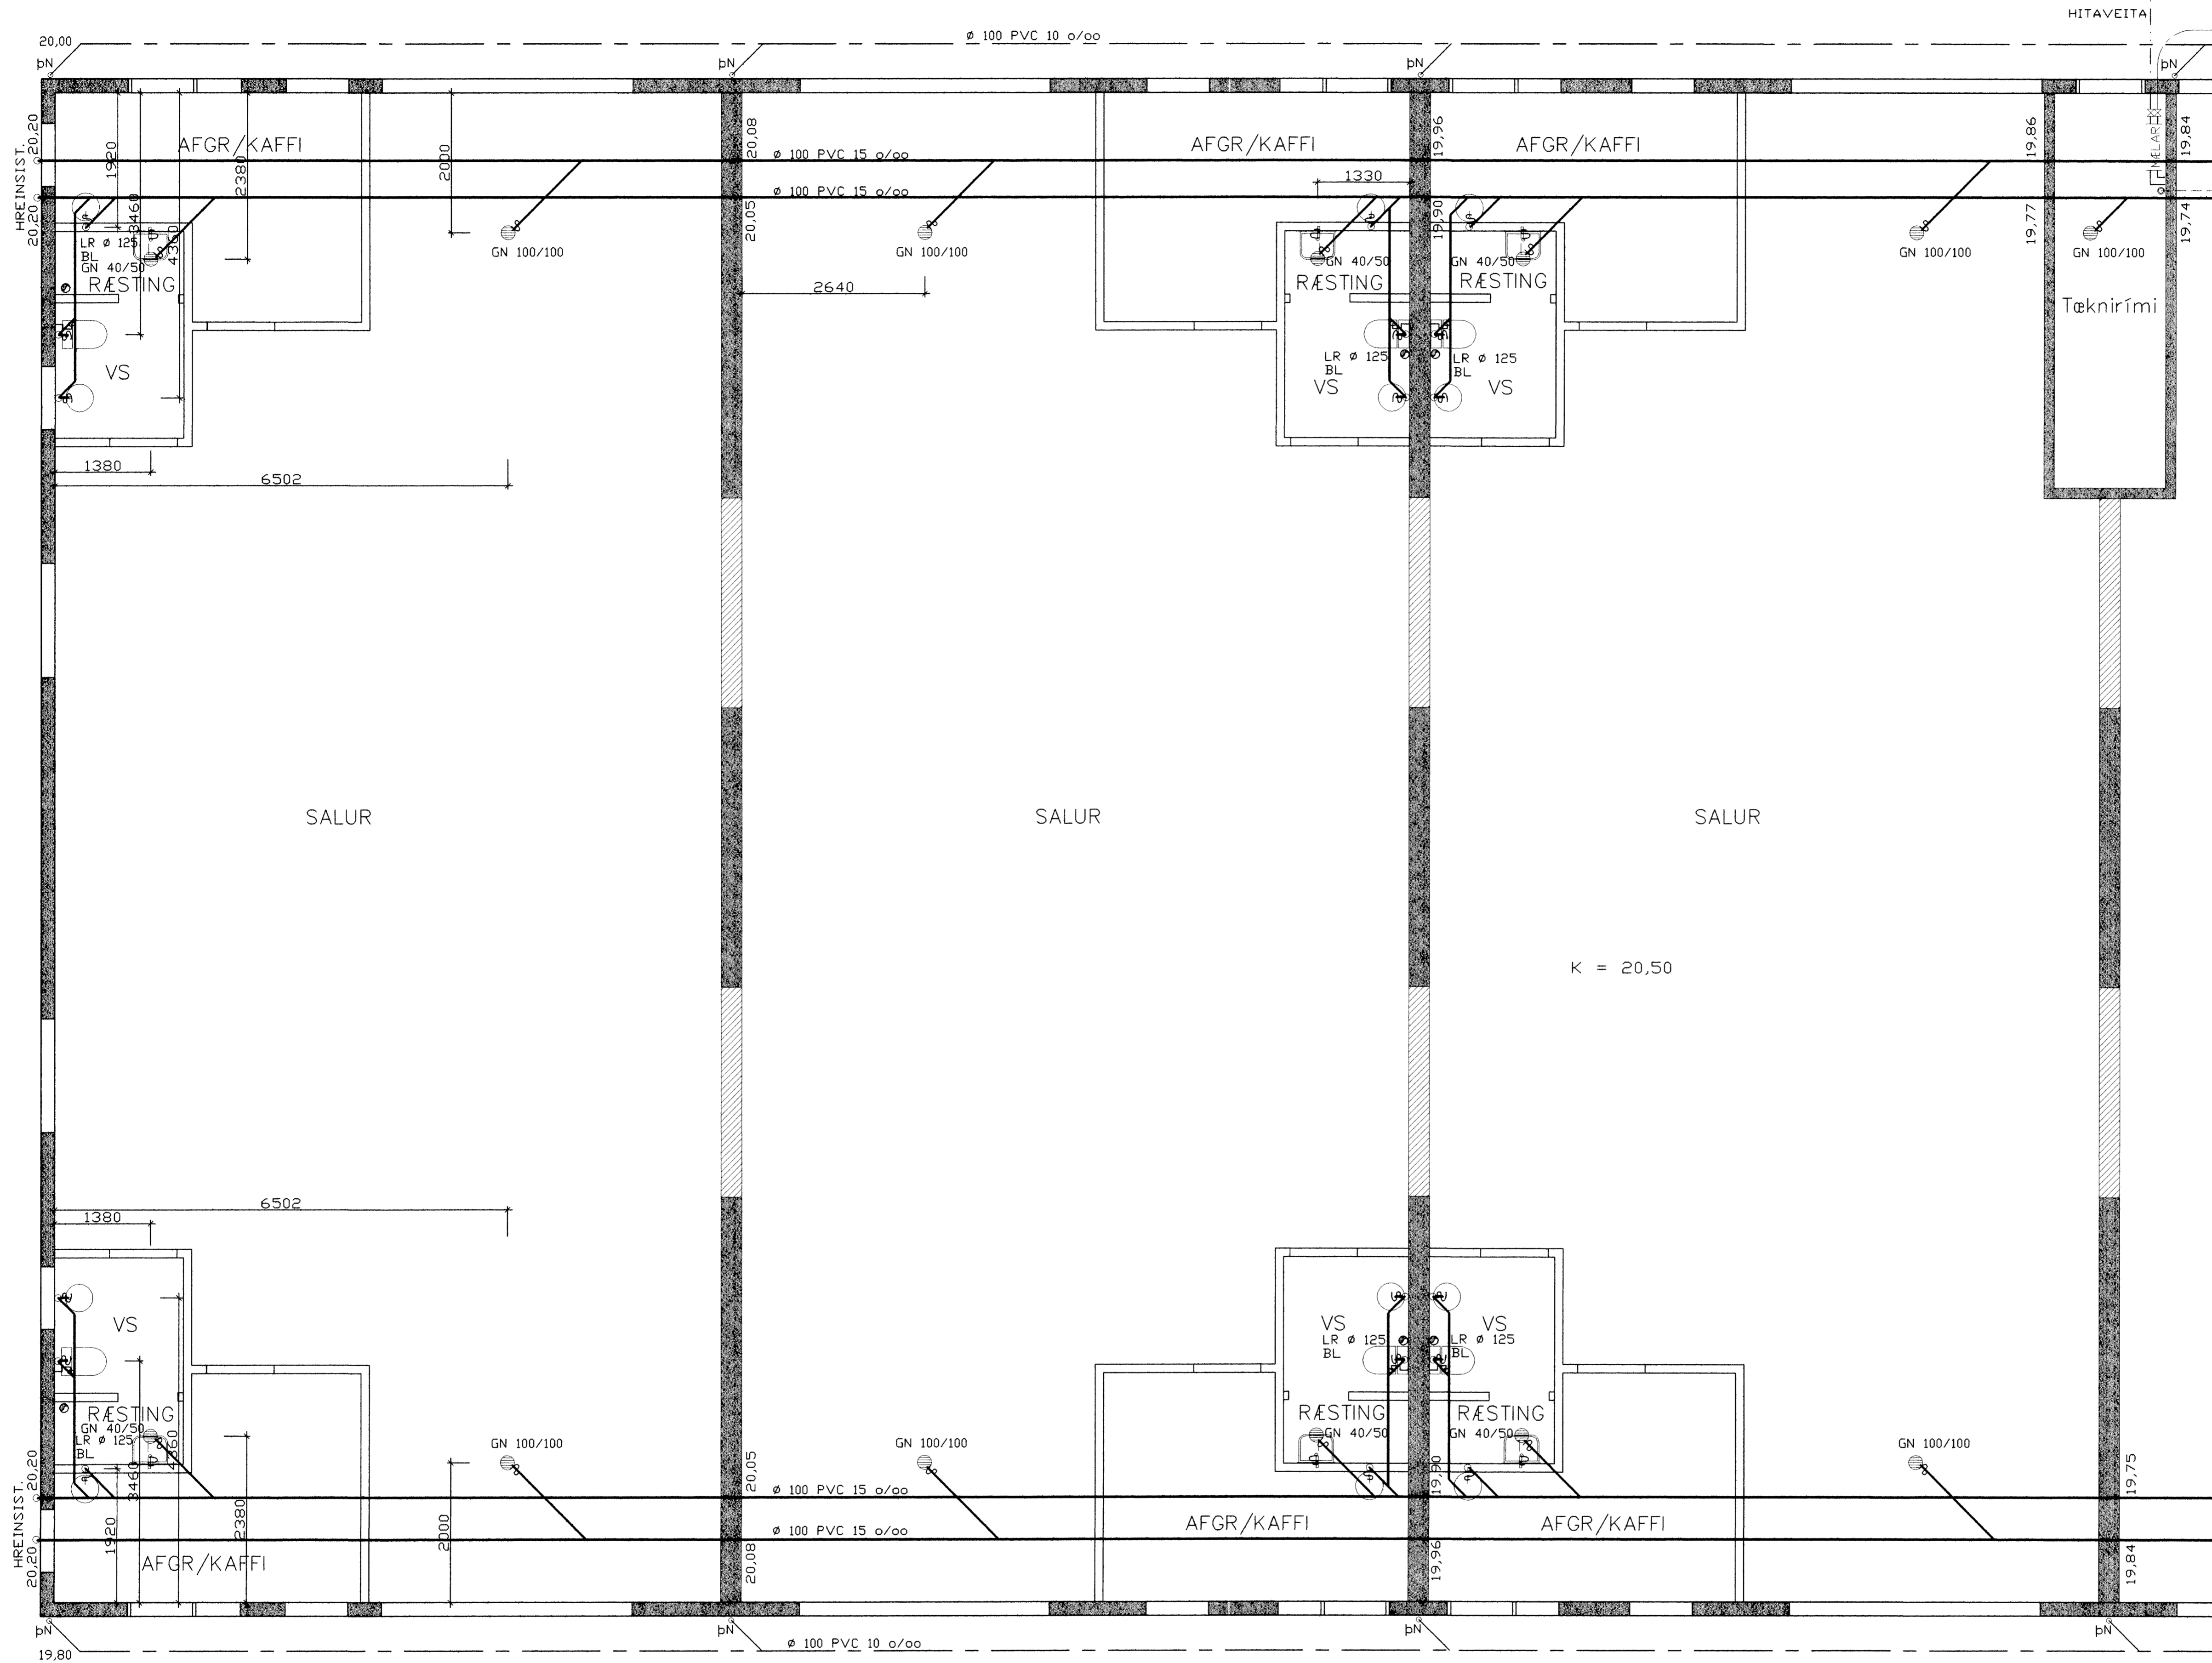 HITAVEITA
20,00
Ø 100 PVC 10 o/oo
þN
þN
þN
þN
HREINSIST.
20,20
20,20
1920
3460
4360
2380
2000
AFGR/KAFFI
20,08
20,05
Ø 100 PVC 15 o/oo
Ø 100 PVC 15 o/oo
AFGR/KAFFI
1330
19,96
19,90
AFGR/KAFFI
19,86
19,77
MÆLAR
19,84
19,74
LR Ø 125
BL
GN 40/50
RÆSTING
VS
GN 100/100
GN 100/100
2640
GN 40/50
RÆSTING
LR Ø 125
BL
VS
GN 40/50
RÆSTING
LR Ø 125
BL
VS
GN 100/100
GN 100/100
Tæknirími
1380
6502
SALUR
SALUR
SALUR
K = 20,50
6502
1380
VS
RÆSTING
GN 40/50
LR Ø 125
BL
4360
3460
1920
2380
2000
GN 100/100
GN 100/100
VS
LR Ø 125
BL
RÆSTING
GN 40/50
VS
LR Ø 125
BL
RÆSTING
GN 40/50
GN 100/100
HREINSIST.
20,20
20,20
20,05
20,08
Ø 100 PVC 15 o/oo
Ø 100 PVC 15 o/oo
19,90
19,96
19,75
19,84
AFGR/KAFFI
AFGR/KAFFI
AFGR/KAFFI
þN
þN
þN
þN
19,80
Ø 100 PVC 10 o/oo